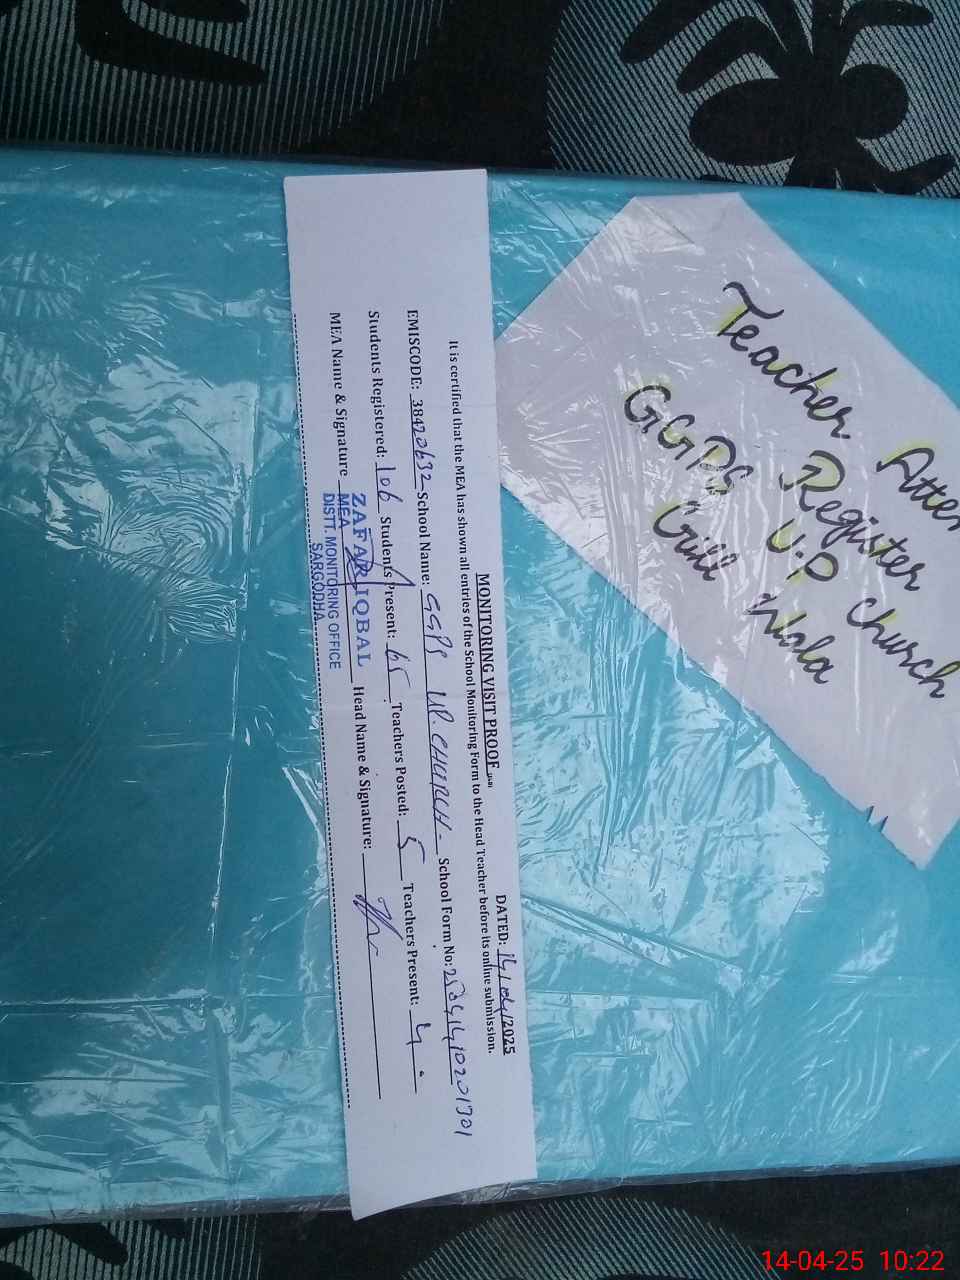 MONITORING VISIT PROOF
DATED: 14/04/2025
It is certified that the MEA has shown all entries of the School Monitoring Form to the Head Teacher before its online submission.
EMISCODE: 38420632 School Name: GGPS U.P. CHURCH- School Form No:
Students Registered: 106 Students Present: 65 Teachers Posted: 5 Teachers Present: 4
MEA Name & Signature Head Name & Signature:
ZAFAR IQBAL
MEA
DISTT. MONITORING OFFICE
SARGODHA
Teacher Atten
Register
GGPS U.P Church
Gill Wala
14-04-25 10:22